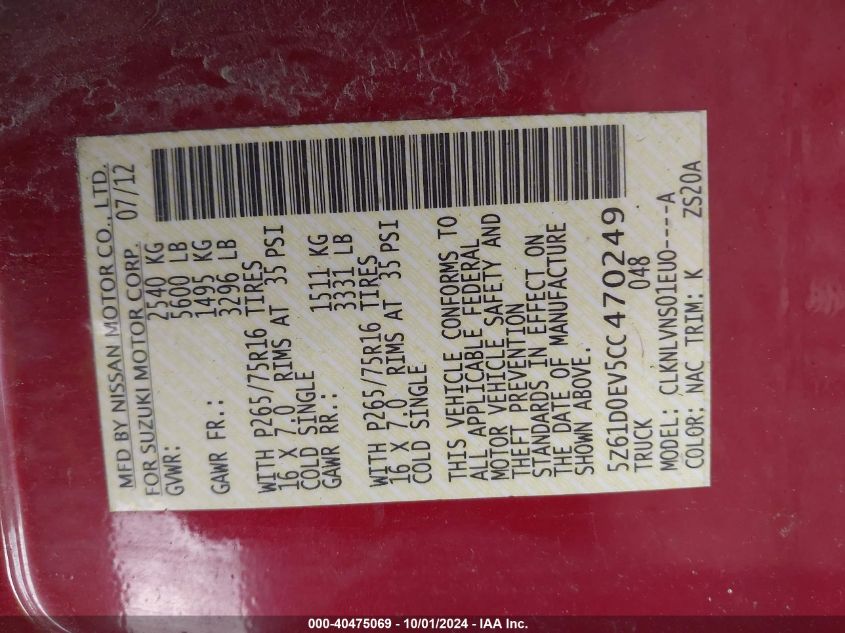 MFD BY NISSAN MOTOR CO., LTD.
FOR SUZUKI MOTOR CORP. 07/12
GVWR: 2540 KG
5600 LB
GAWR FR.: 1495 KG
3296 LB
WITH P265/75R16 TIRES
16 X 7.0 RIMS AT 35 PSI
COLD SINGLE
GAWR RR.: 1511 KG
3331 LB
WITH P265/75R16 TIRES
16 X 7.0 RIMS AT 35 PSI
COLD SINGLE
THIS VEHICLE CONFORMS TO
ALL APPLICABLE FEDERAL
MOTOR VEHICLE SAFETY AND
THEFT PREVENTION
STANDARDS IN EFFECT ON
THE DATE OF MANUFACTURE
SHOWN ABOVE.
5Z61D0EV5CC470249
TRUCK 048
MODEL: CLKNLVNS01EUO----A
COLOR: NAC TRIM: K ZS20A
000-40475069 - 10/01/2024 - IAA Inc.